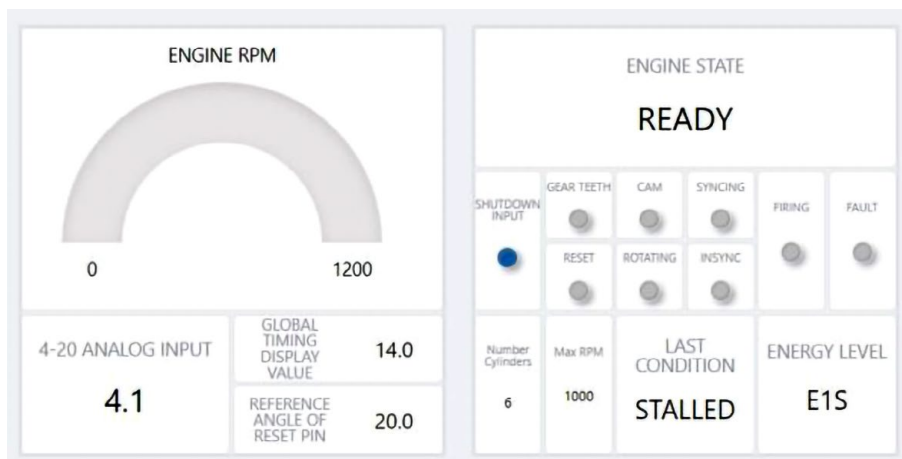 ENGINE RPM
0
1200
4-20 ANALOG INPUT
4.1
GLOBAL
TIMING
DISPLAY
VALUE
14.0
REFERENCE
ANGLE OF
RESET PIN
20.0
ENGINE STATE
READY
SHUTDOWN
INPUT
GEAR TEETH
CAM
SYNCING
RESET
ROTATING
INSYNC
FIRING
FAULT
Number
Cylinders
6
Max RPM
1000
LAST
CONDITION
STALLED
ENERGY LEVEL
E1S